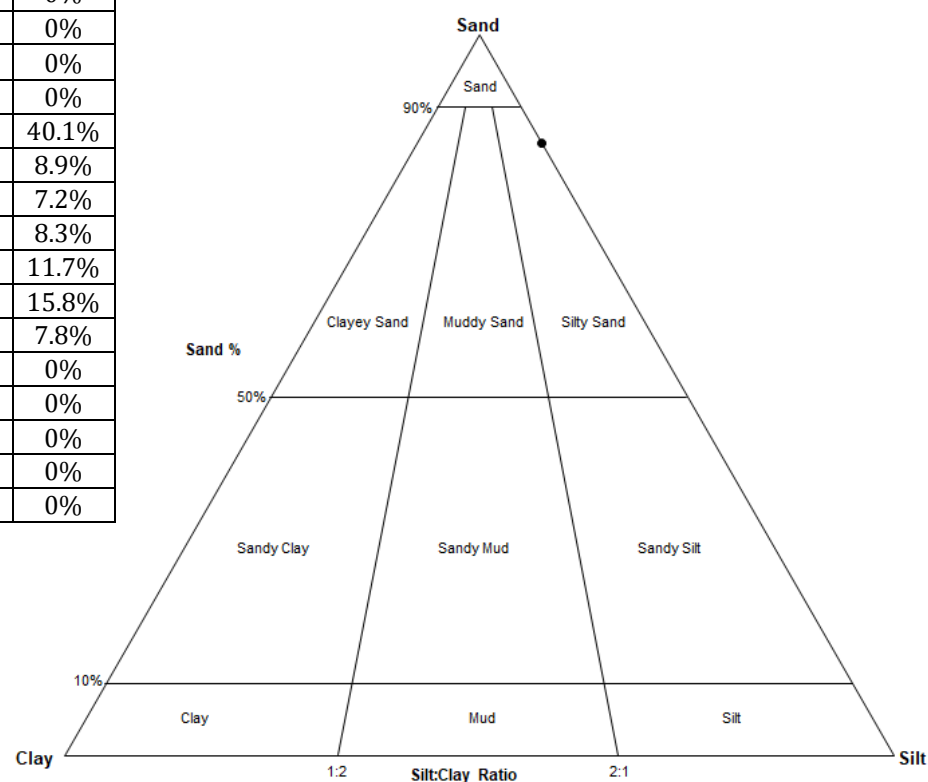 0%
0%
0%
40.1%
8.9%
7.2%
8.3%
11.7%
15.8%
7.8%
0%
0%
0%
0%
0%
Sand
Sand
90%
Clayey Sand
Muddy Sand
Silty Sand
Sand %
50%
Sandy Clay
Sandy Mud
Sandy Silt
10%
Clay
Mud
Silt
Clay
Silt
1:2
Silt:Clay Ratio
2:1